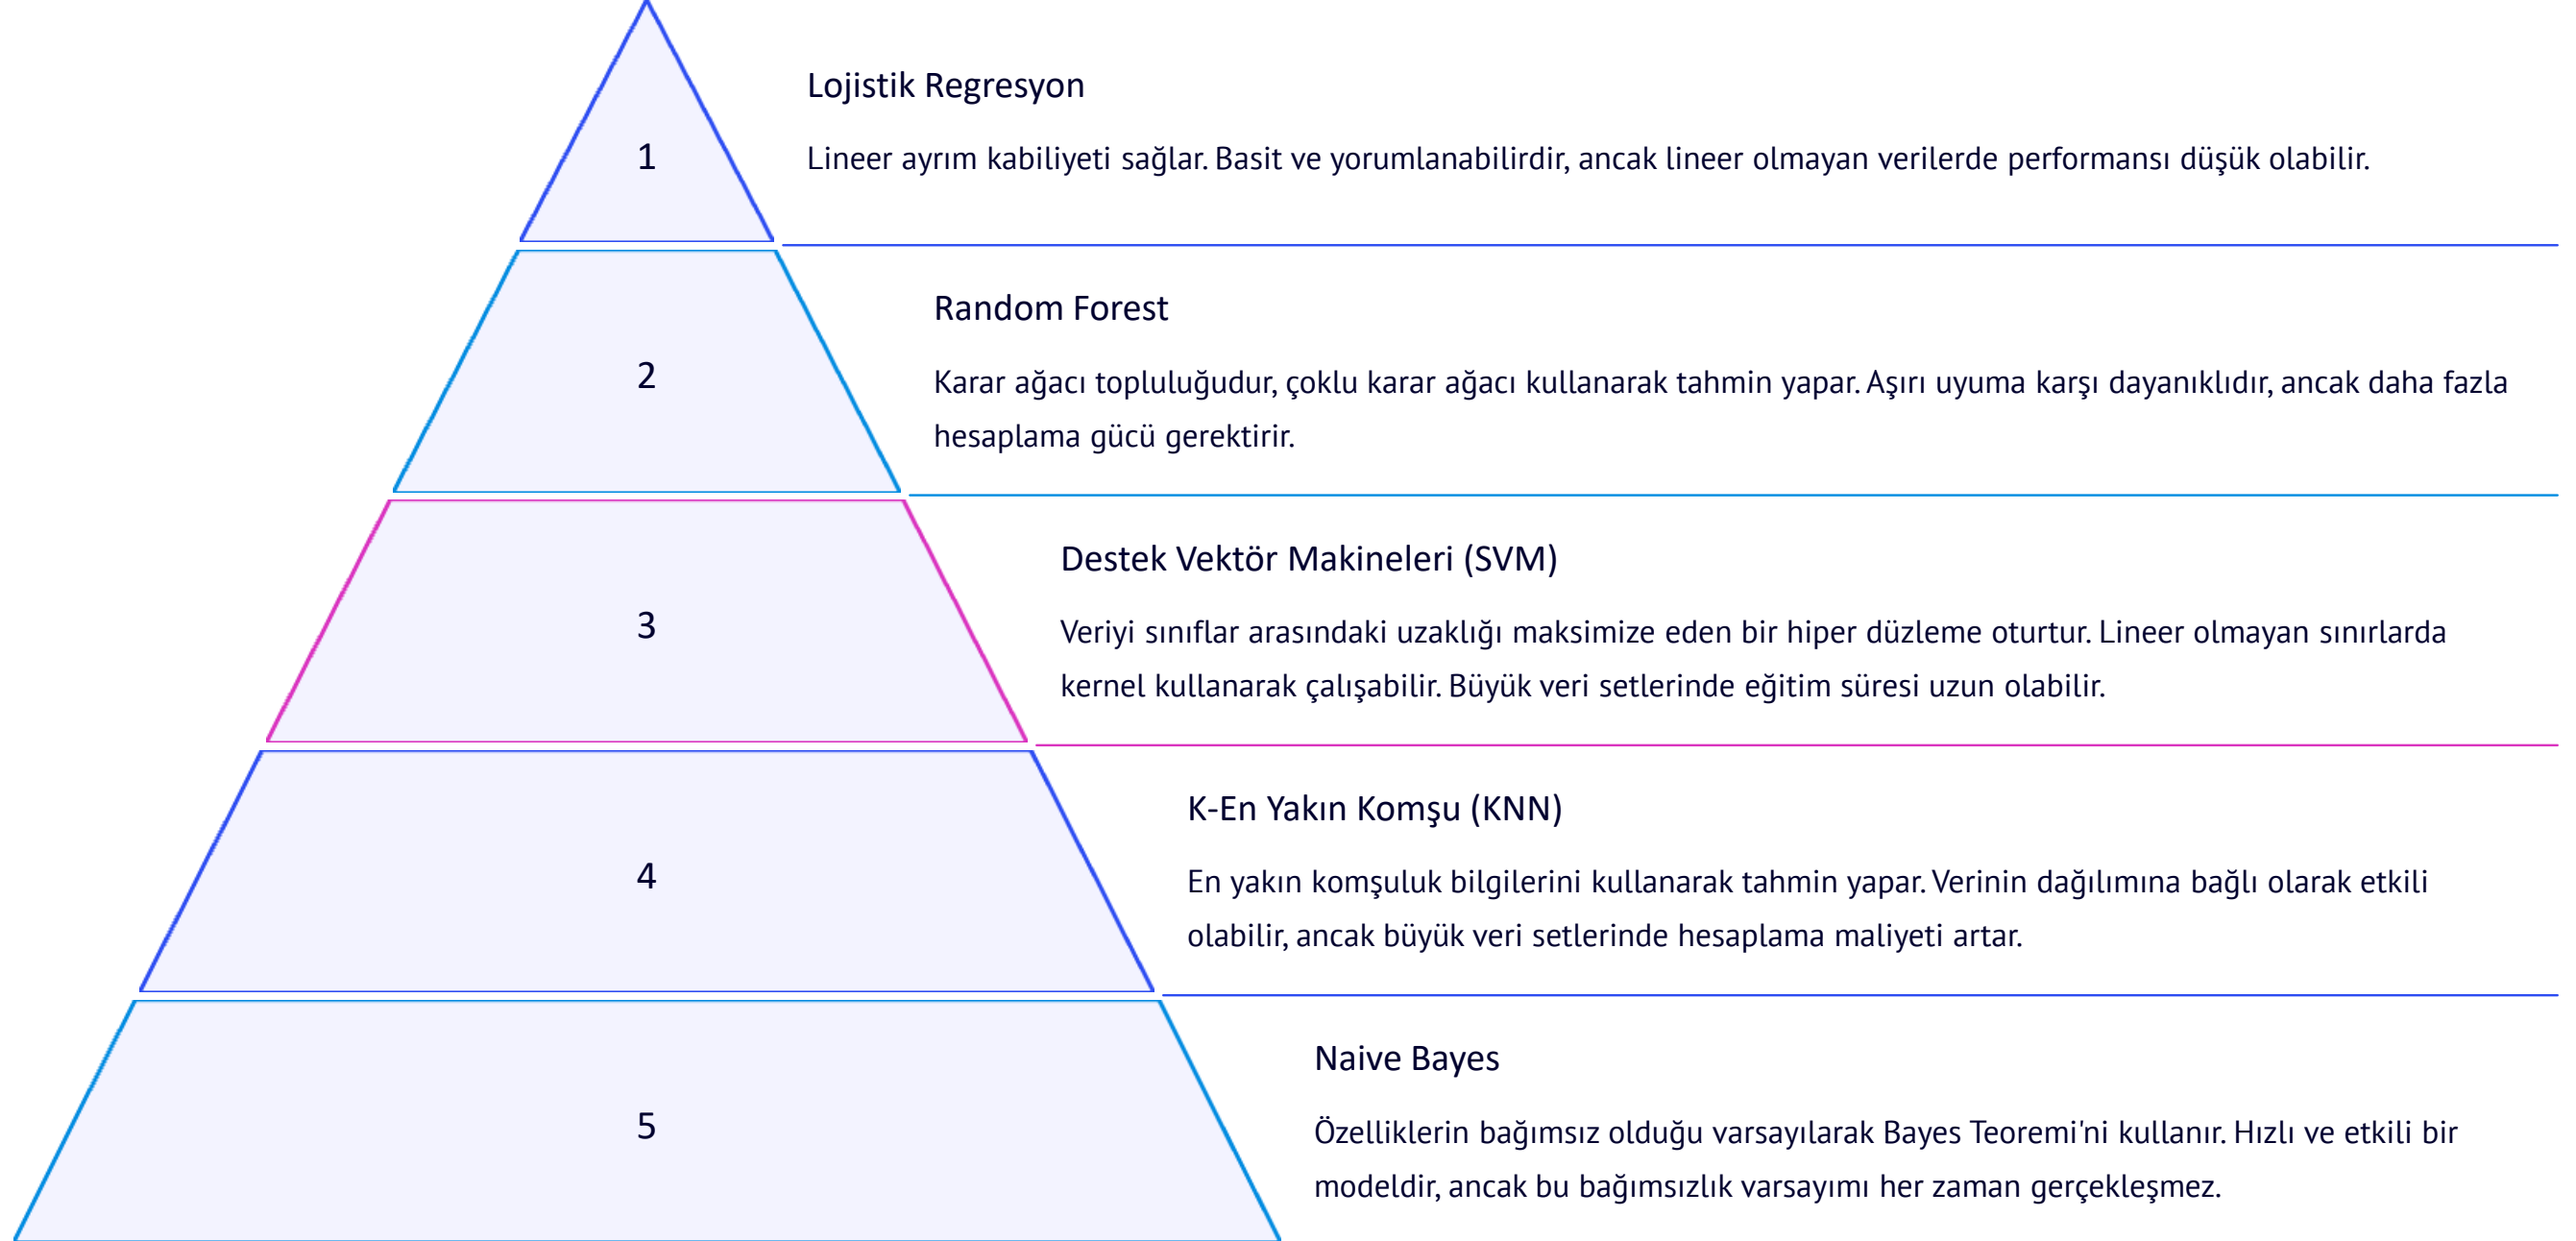 1
Lojistik Regresyon
Lineer ayrım kabiliyeti sağlar. Basit ve yorumlanabilirdir, ancak lineer olmayan verilerde performansı düşük olabilir.
2
Random Forest
Karar ağacı topluluğudur, çoklu karar ağacı kullanarak tahmin yapar. Aşırı uyuma karşı dayanıklıdır, ancak daha fazla
hesaplama gücü gerektirir.
3
Destek Vektör Makineleri (SVM)
Veriyi sınıflar arasındaki uzaklığı maksimize eden bir hiper düzleme oturtur. Lineer olmayan sınırlarda
kernel kullanarak çalışabilir. Büyük veri setlerinde eğitim süresi uzun olabilir.
4
K-En Yakın Komşu (KNN)
En yakın komşuluk bilgilerini kullanarak tahmin yapar. Verinin dağılımına bağlı olarak etkili
olabilir, ancak büyük veri setlerinde hesaplama maliyeti artar.
5
Naive Bayes
Özelliklerin bağımsız olduğu varsayılarak Bayes Teoremi'ni kullanır. Hızlı ve etkili bir
modeldir, ancak bu bağımsızlık varsayımı her zaman gerçekleşmez.